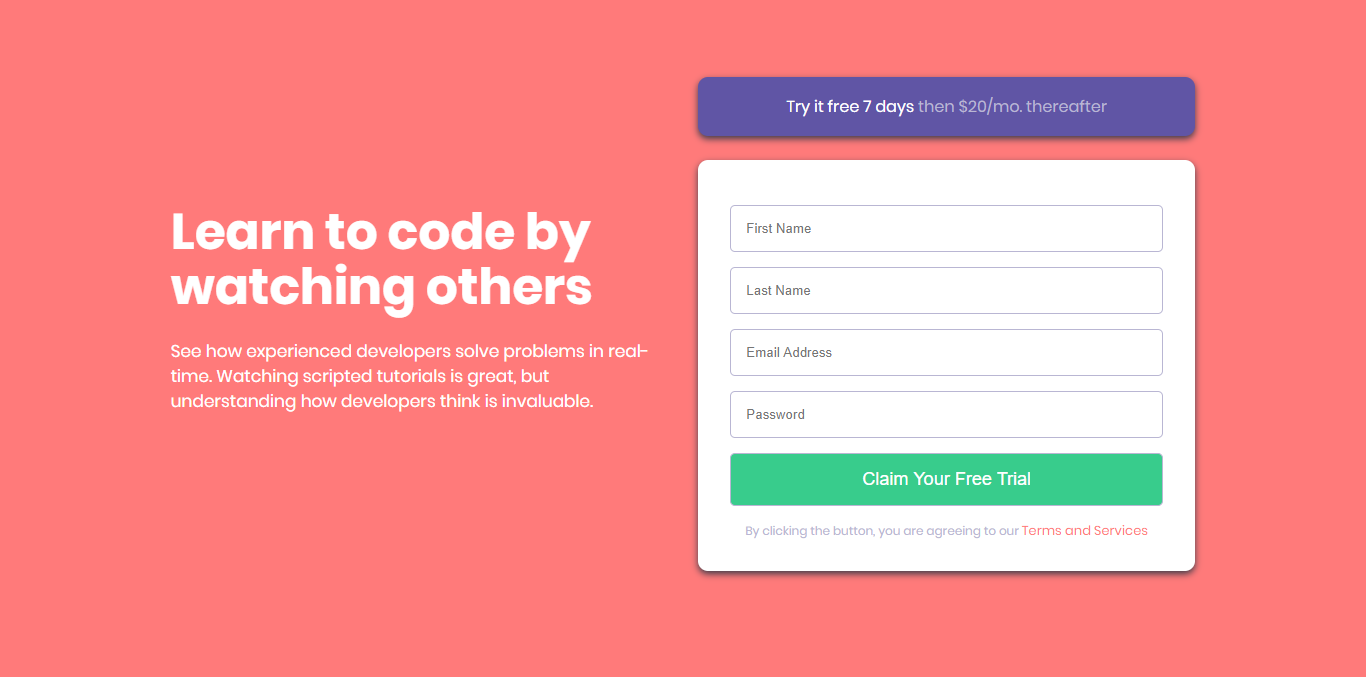 Learn to code by
watching others
See how experienced developers solve problems in real-
time. Watching scripted tutorials is great, but
understanding how developers think is invaluable.
Try it free 7 days then $20/mo. thereafter
First Name
Last Name
Email Address
Password
Claim Your Free Trial
By clicking the button, you are agreeing to our Terms and Services